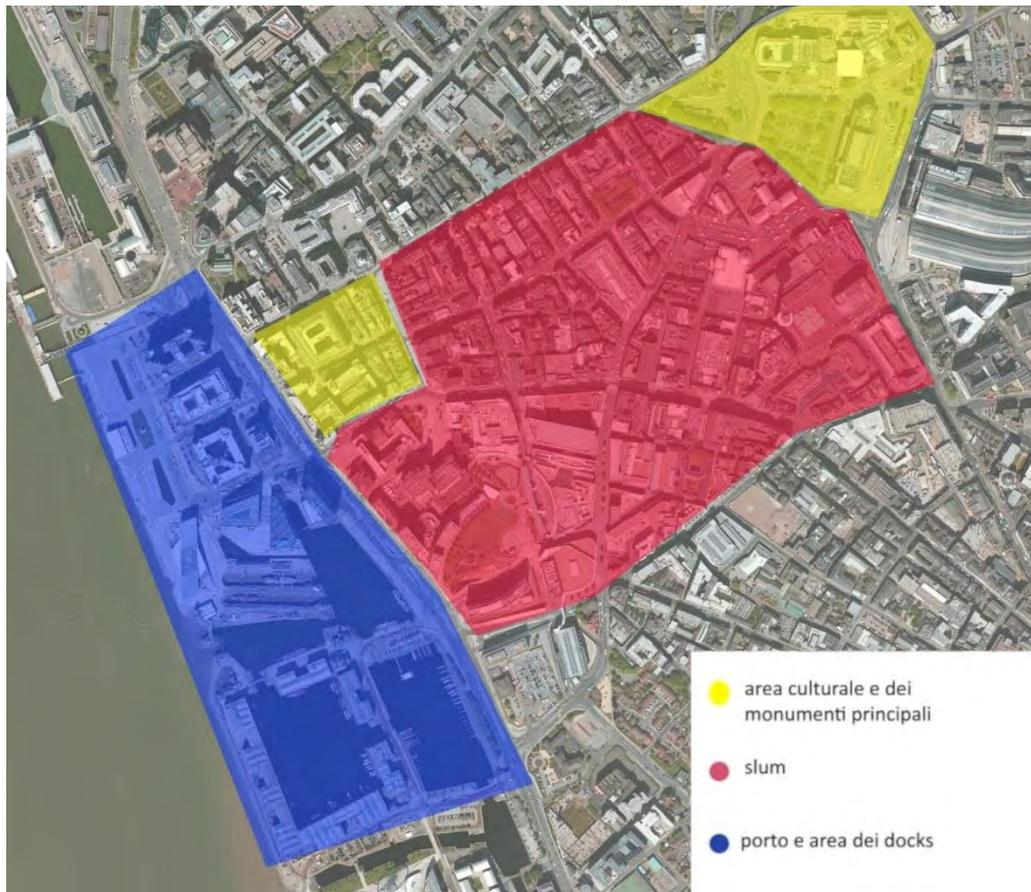 area culturale e dei
monumenti principali
slum
porto e area dei docks